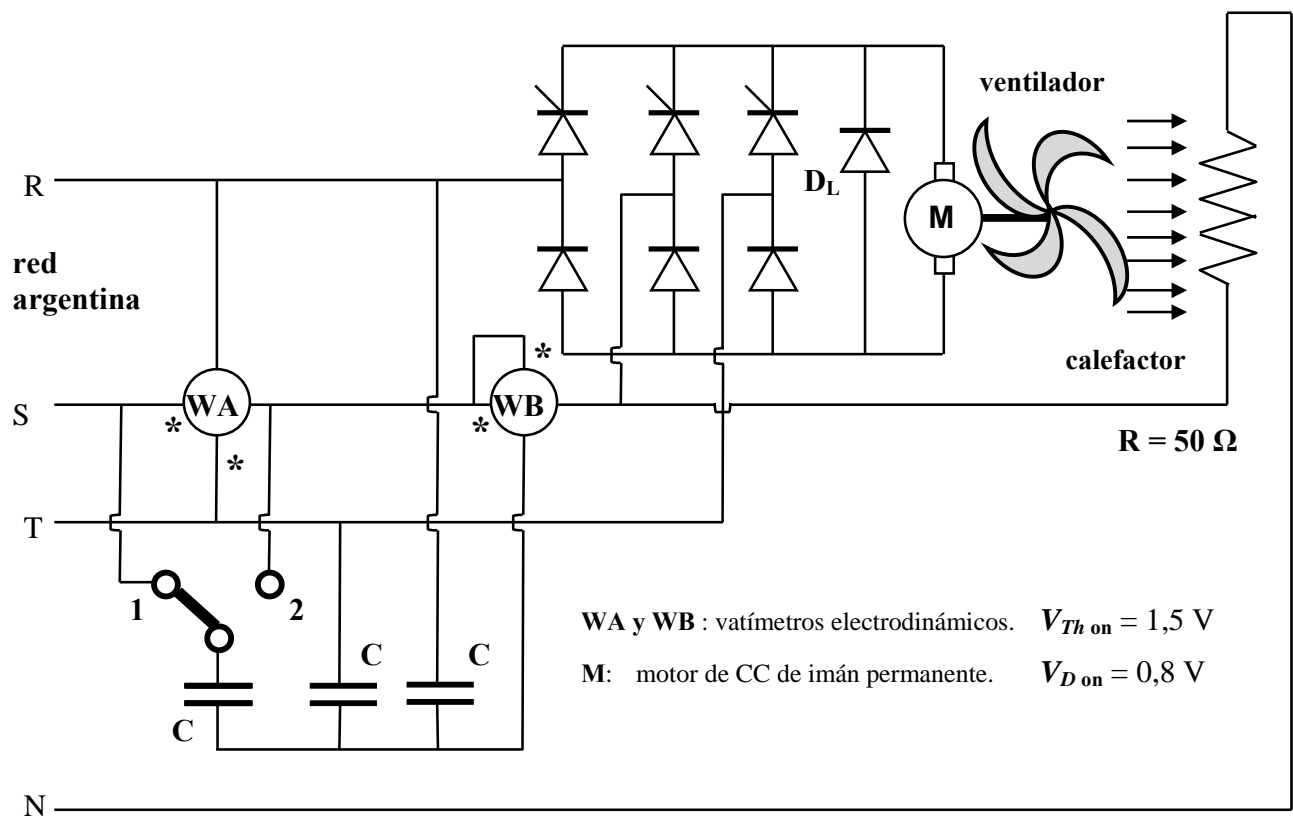 ventilador
R
D_L
M
red
argentina
calefactor
*
S
WA
*
*
WB
*
R = 50 Ω
T
1
2
WA y WB : vatímetros electrodinámicos. V_Th on = 1,5 V
C
C
M: motor de CC de imán permanente. V_D on = 0,8 V
C
N